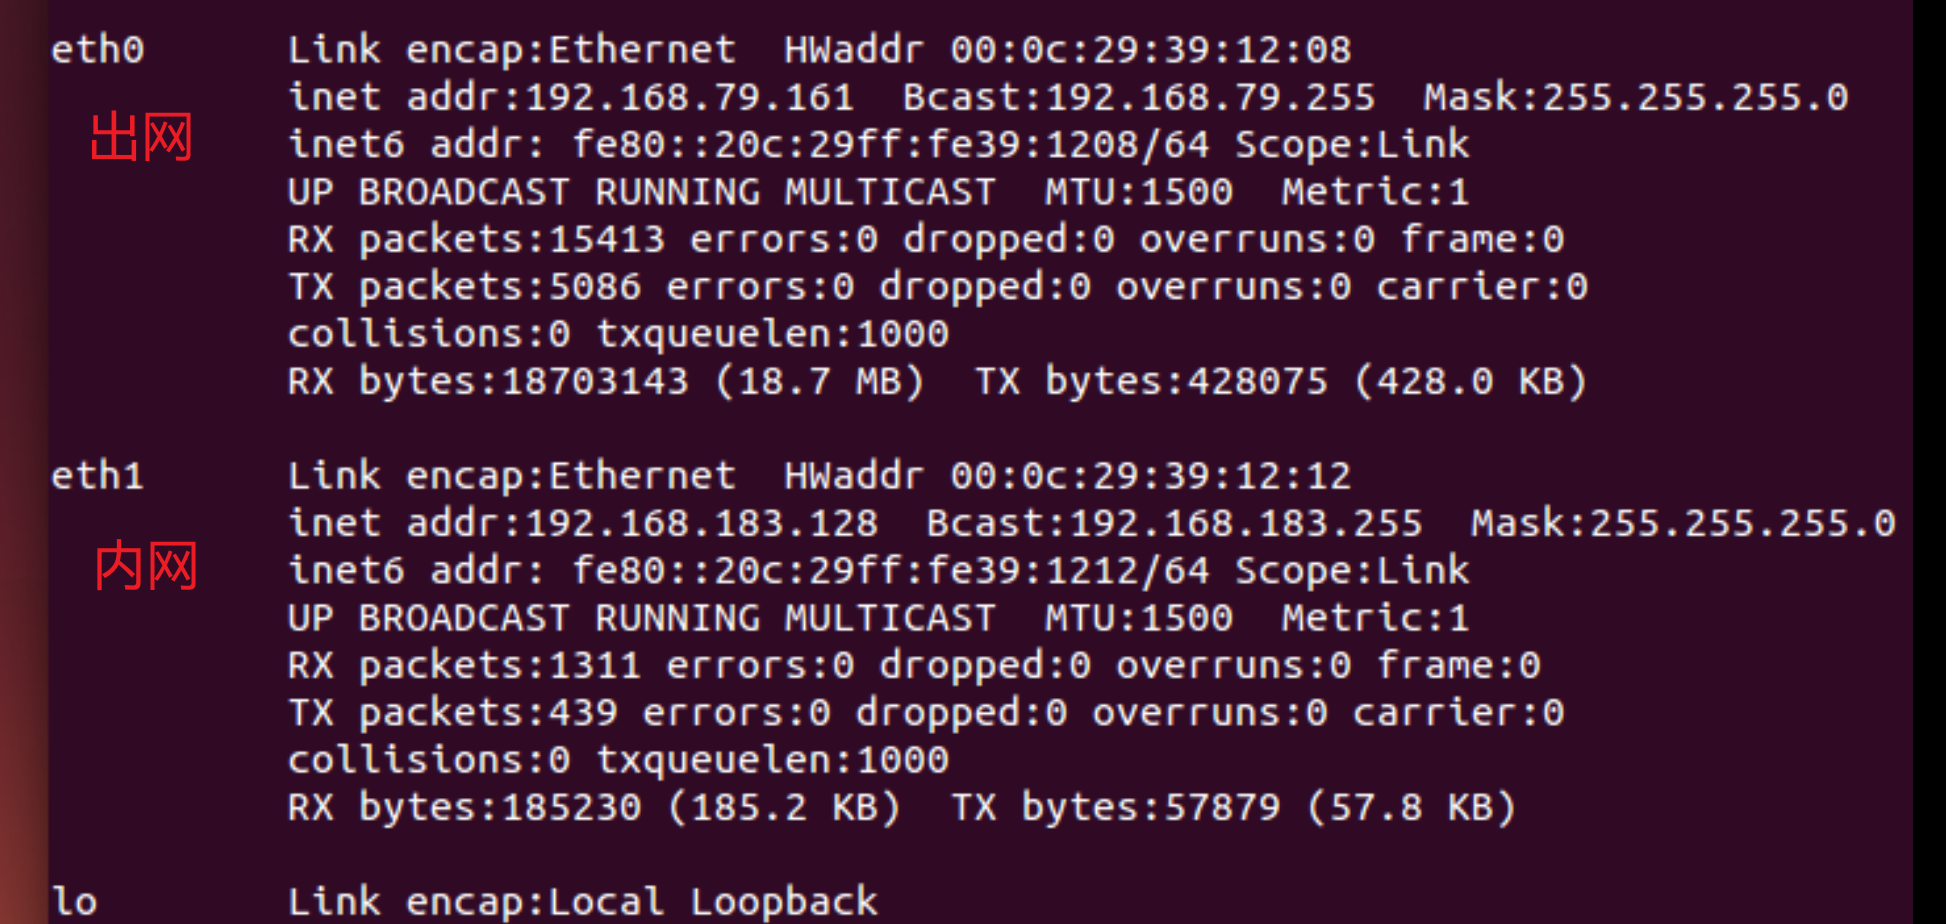 eth0      Link encap:Ethernet  HWaddr 00:0c:29:39:12:08
inet addr:192.168.79.161  Bcast:192.168.79.255  Mask:255.255.255.0
出网
inet6 addr: fe80::20c:29ff:fe39:1208/64 Scope:Link
UP BROADCAST RUNNING MULTICAST  MTU:1500  Metric:1
RX packets:15413 errors:0 dropped:0 overruns:0 frame:0
TX packets:5086 errors:0 dropped:0 overruns:0 carrier:0
collisions:0 txqueuelen:1000
RX bytes:18703143 (18.7 MB)  TX bytes:428075 (428.0 KB)
eth1      Link encap:Ethernet  HWaddr 00:0c:29:39:12:12
inet addr:192.168.183.128  Bcast:192.168.183.255  Mask:255.255.255.0
内网
inet6 addr: fe80::20c:29ff:fe39:1212/64 Scope:Link
UP BROADCAST RUNNING MULTICAST  MTU:1500  Metric:1
RX packets:1311 errors:0 dropped:0 overruns:0 frame:0
TX packets:439 errors:0 dropped:0 overruns:0 carrier:0
collisions:0 txqueuelen:1000
RX bytes:185230 (185.2 KB)  TX bytes:57879 (57.8 KB)
lo        Link encap:Local Loopback